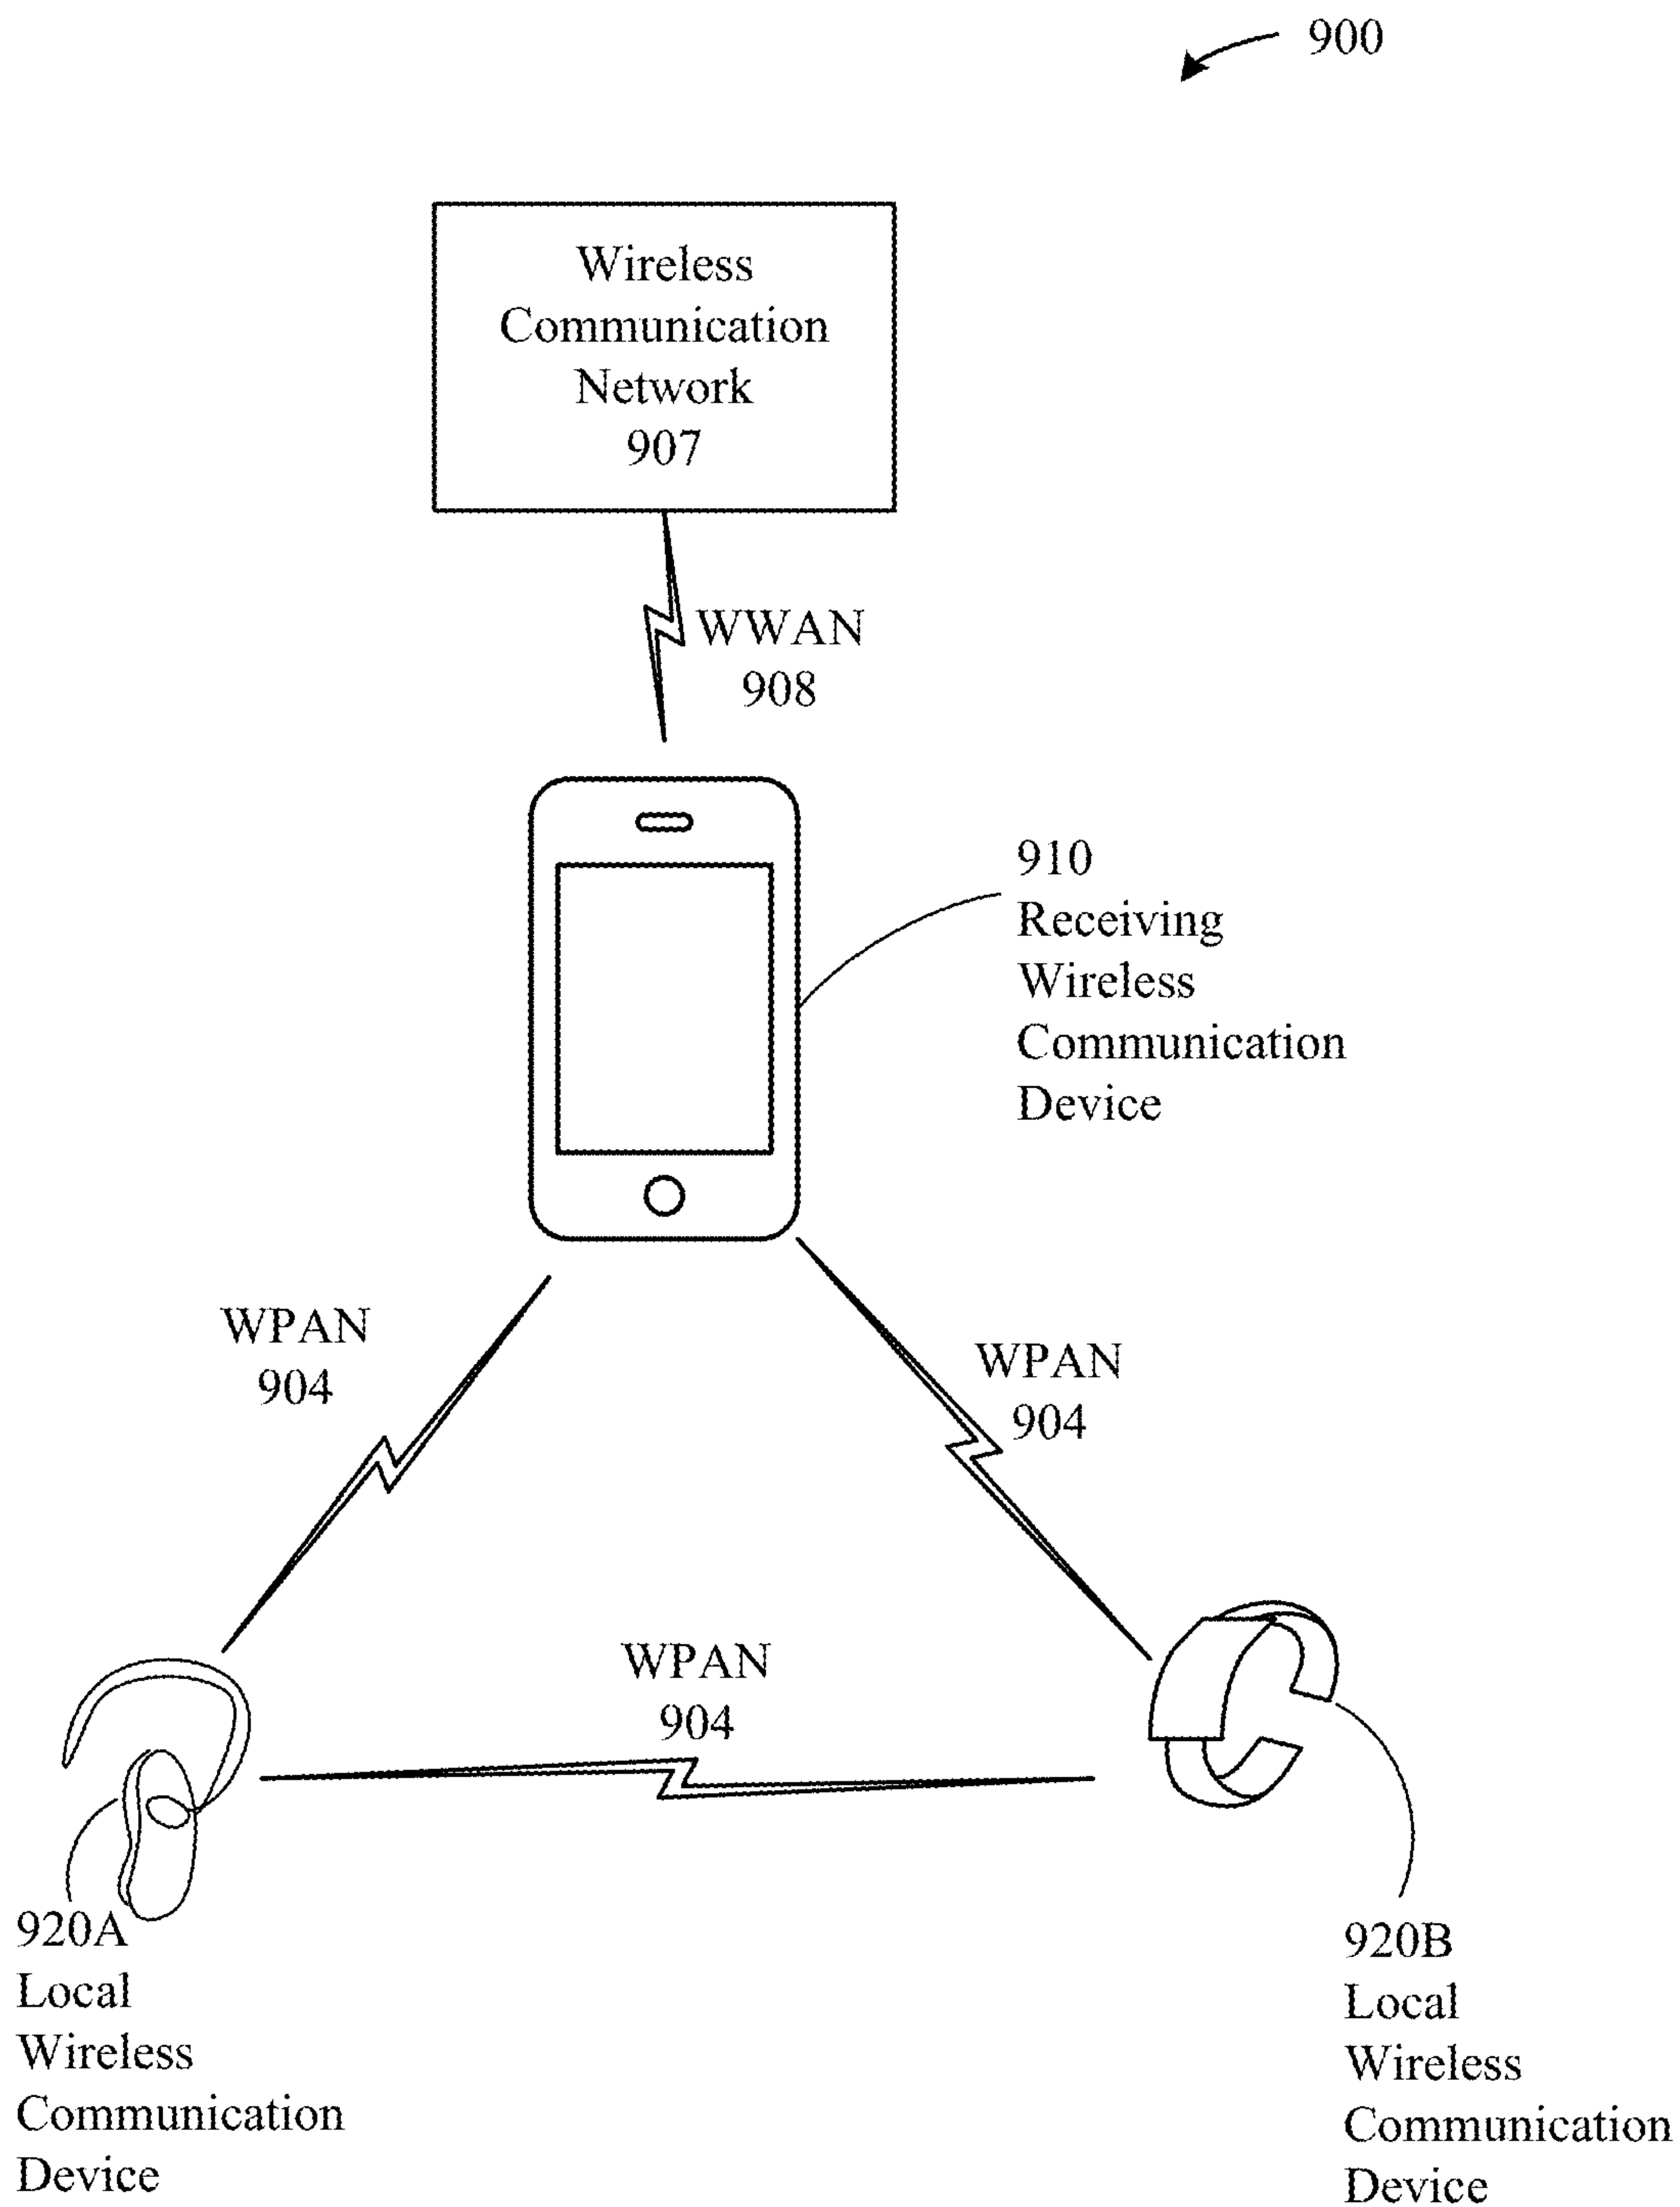 900
Wireless
Communication
Network
907
WWAN
908
910
Receiving
Wireless
Communication
Device
WPAN
904
WPAN
904
WPAN
904
920A
Local
Wireless
Communication
Device
920B
Local
Wireless
Communication
Device